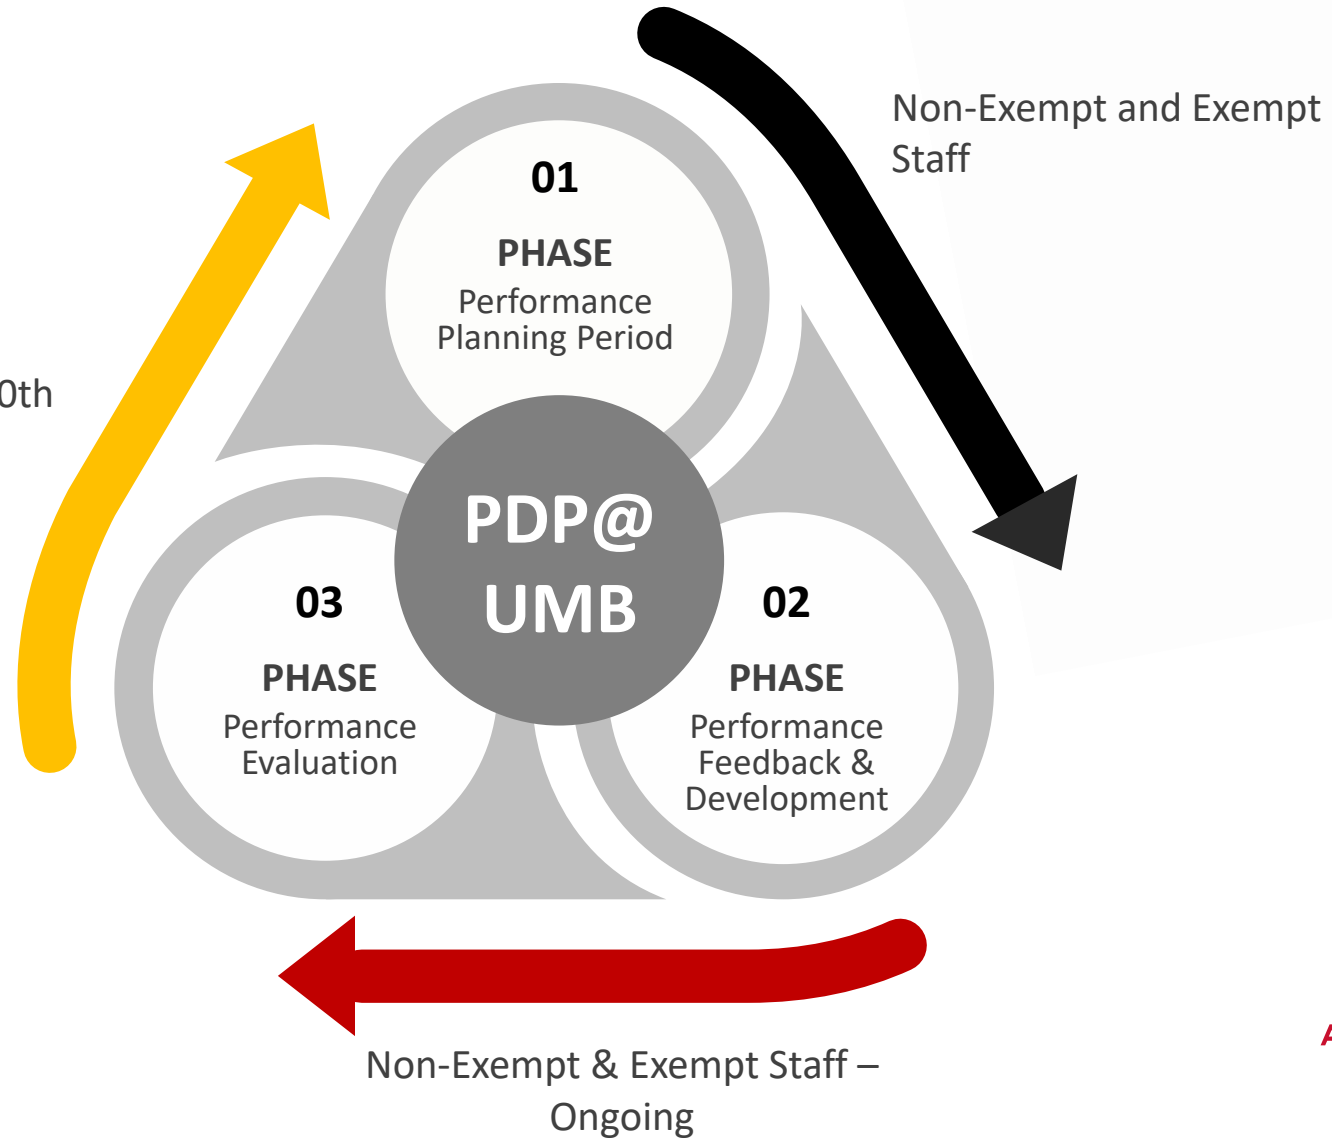 Non-Exempt and Exempt
Staff
01
PHASE
Performance
Planning Period
0th
PDP@
UMB
03
PHASE
Performance
Evaluation
02
PHASE
Performance
Feedback &
Development
Non-Exempt & Exempt Staff –
Ongoing